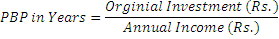 PBP in Years = Orginial Investment (Rs.) / Annual Income (Rs.)